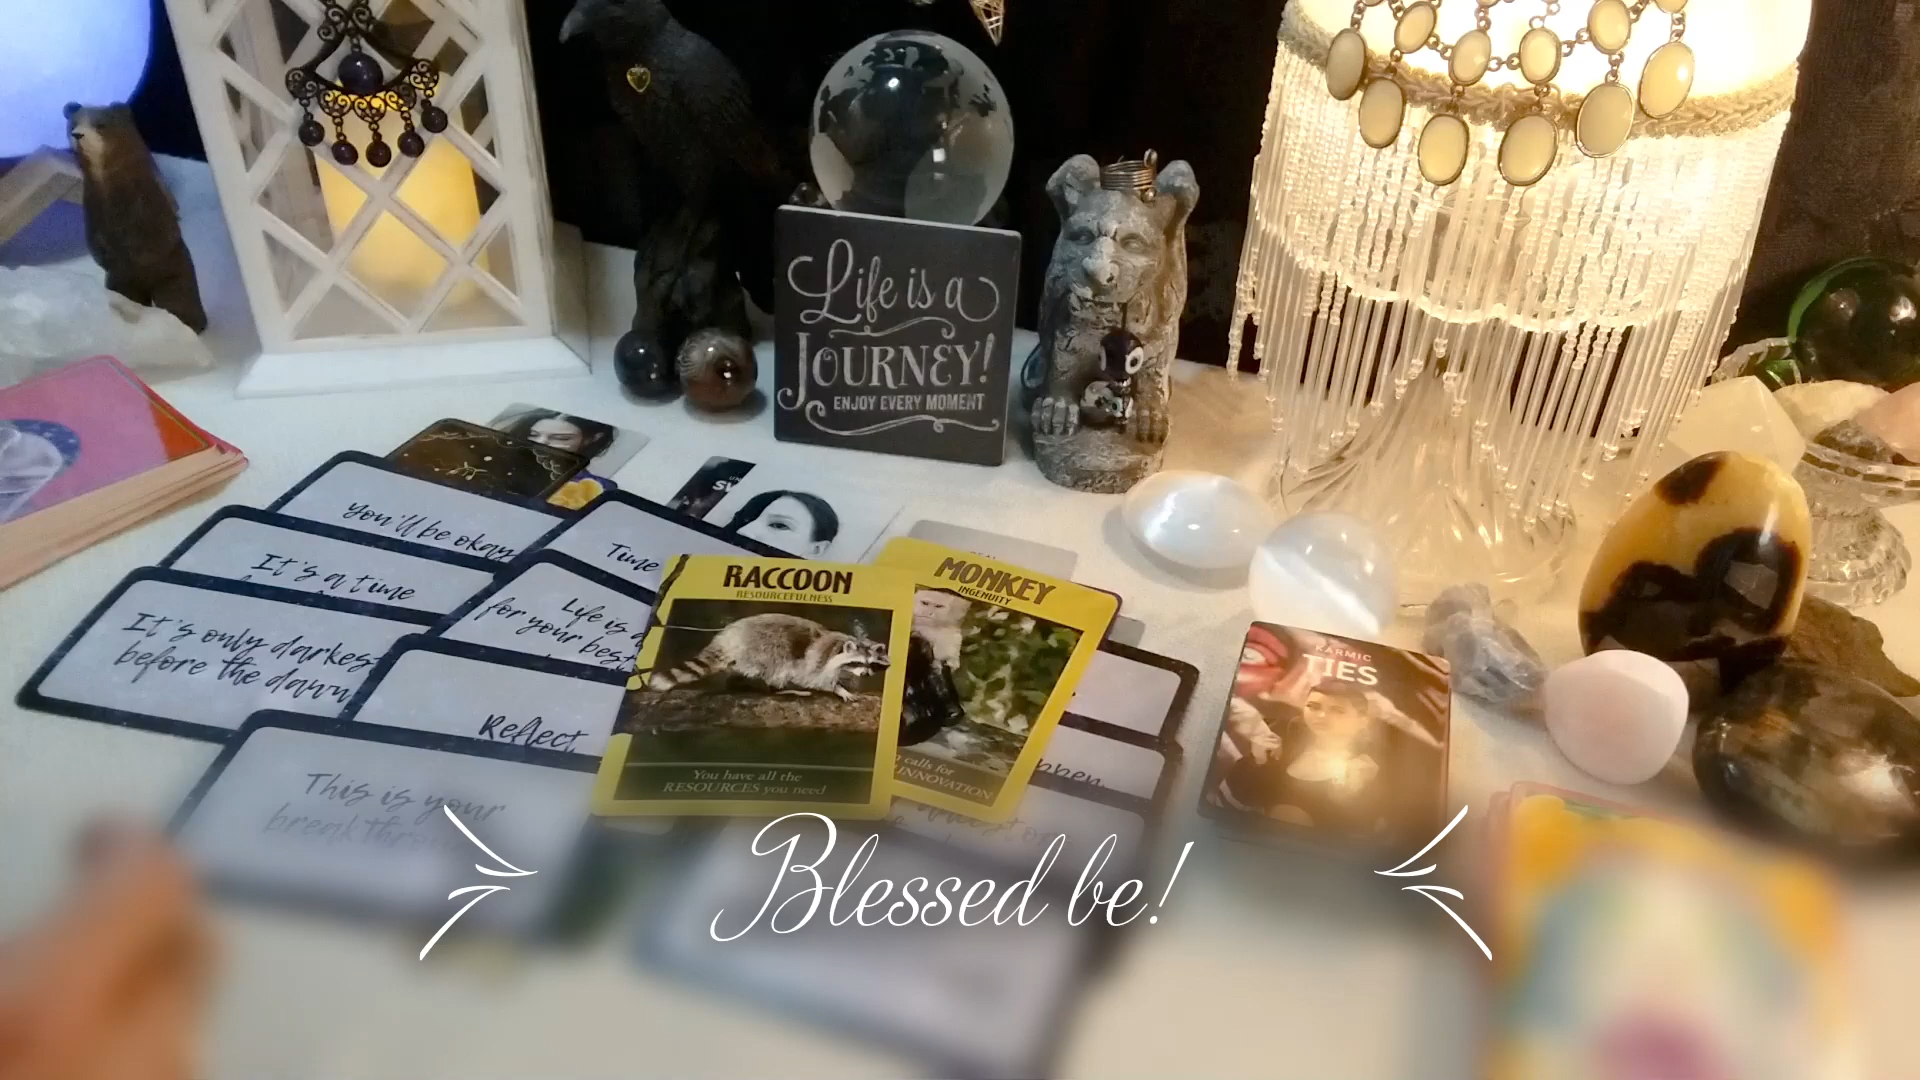 Life is a
JOURNEY!
ENJOY EVERY MOMENT
you'll be okay
It's a time
It's only darkest
before the dawn
Time
Life is a
for your best
Reflect
This is your
RACCOON
RESOURCEFULNESS
You have all the
RESOURCES you need
MONKEY
INGENUITY
calls for
INNOVATION
KARMIC
TIES
Blessed be!